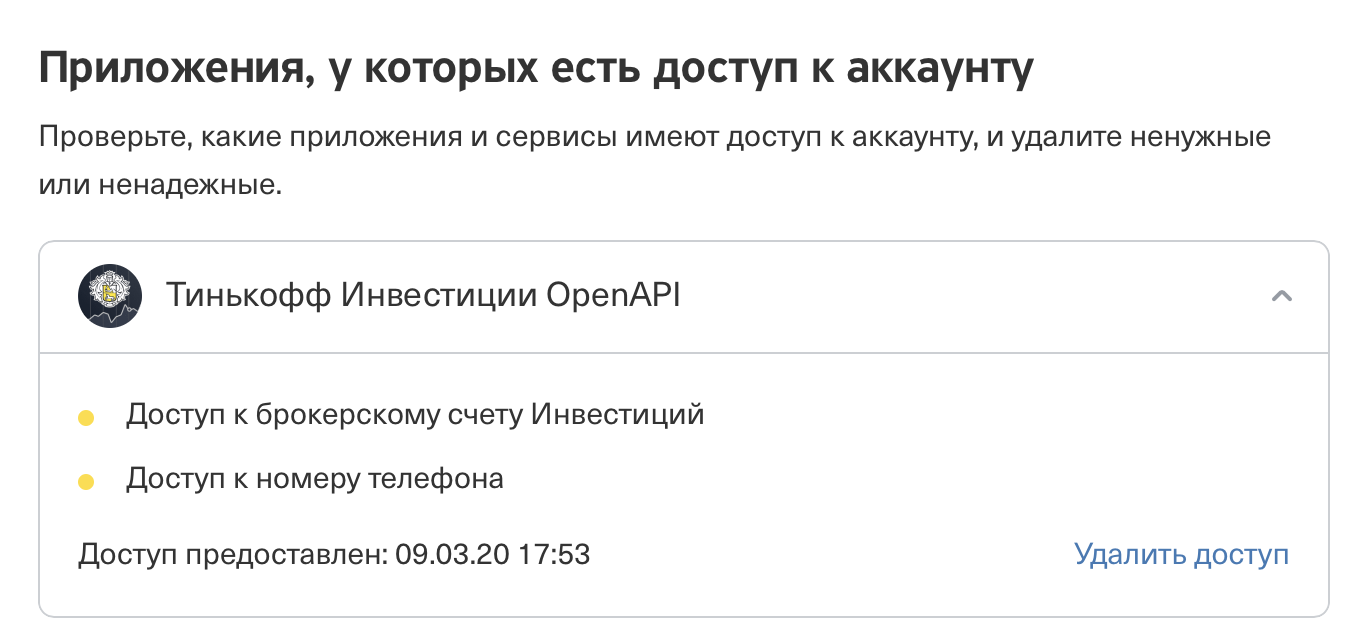 Приложения, у которых есть доступ к аккаунту
Проверьте, какие приложения и сервисы имеют доступ к аккаунту, и удалите ненужные
или ненадежные.
Тинькофф Инвестиции OpenAPI
Доступ к брокерскому счету Инвестиций
Доступ к номеру телефона
Доступ предоставлен: 09.03.20 17:53
Удалить доступ